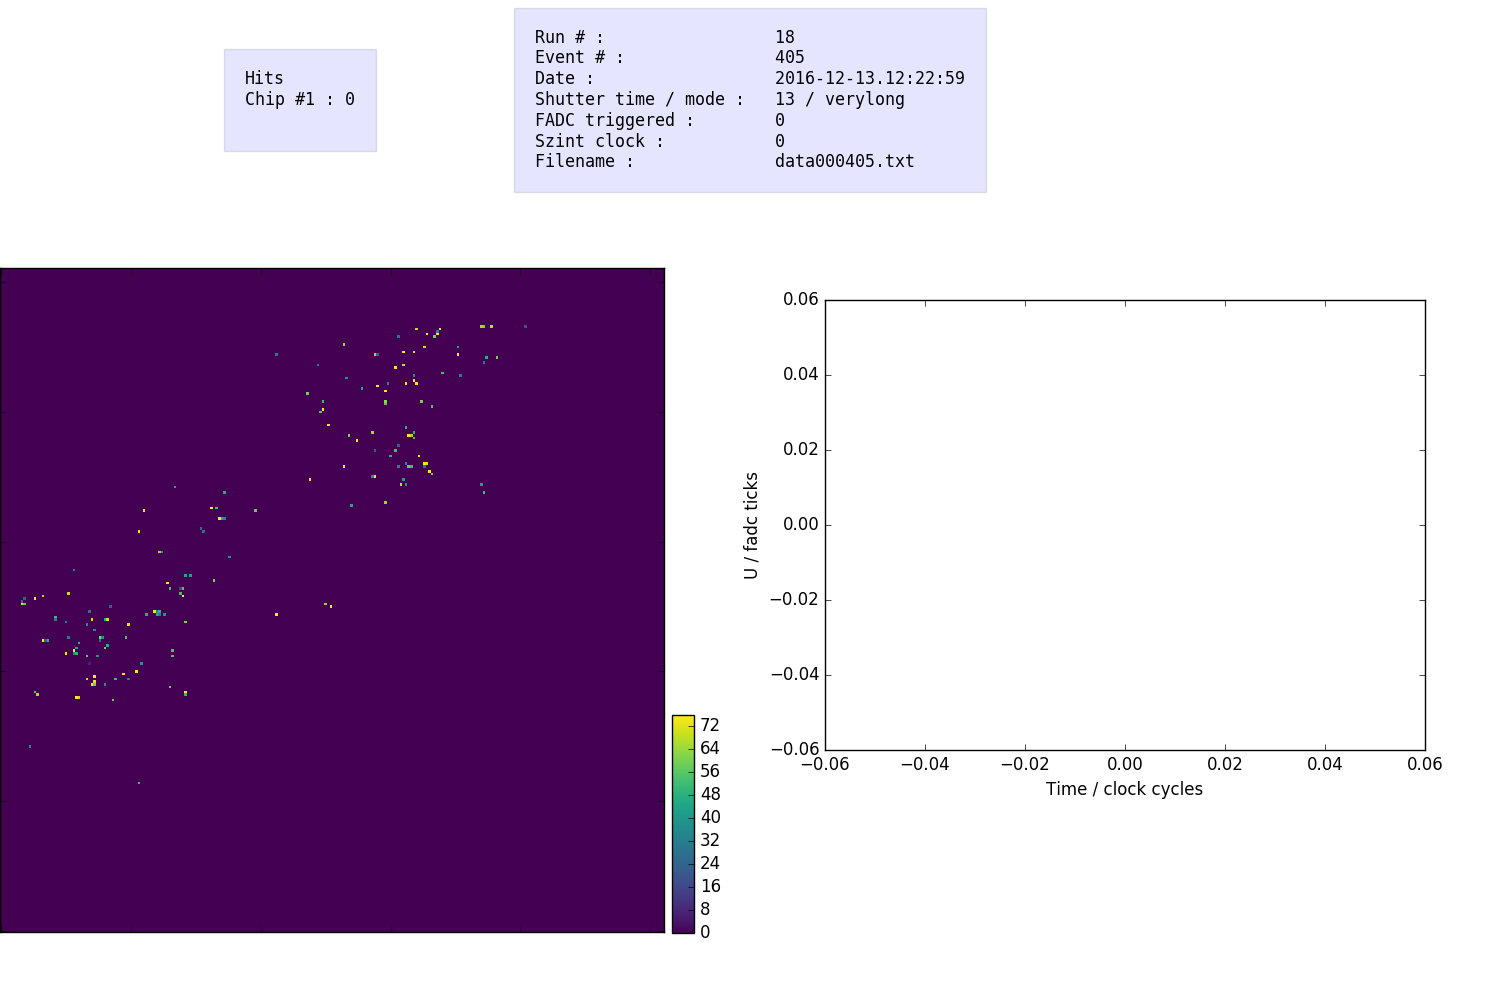 Hits
Chip #1 : 0
Run # : 18
Event # : 405
Date : 2016-12-13.12:22:59
Shutter time / mode : 13 / verylong
FADC triggered : 0
Szint clock : 0
Filename : data000405.txt
72
64
56
48
40
32
24
16
8
0
U / fadc ticks
0.06
0.04
0.02
0.00
−0.02
−0.04
−0.06
−0.06 −0.04 −0.02 0.00 0.02 0.04 0.06
Time / clock cycles